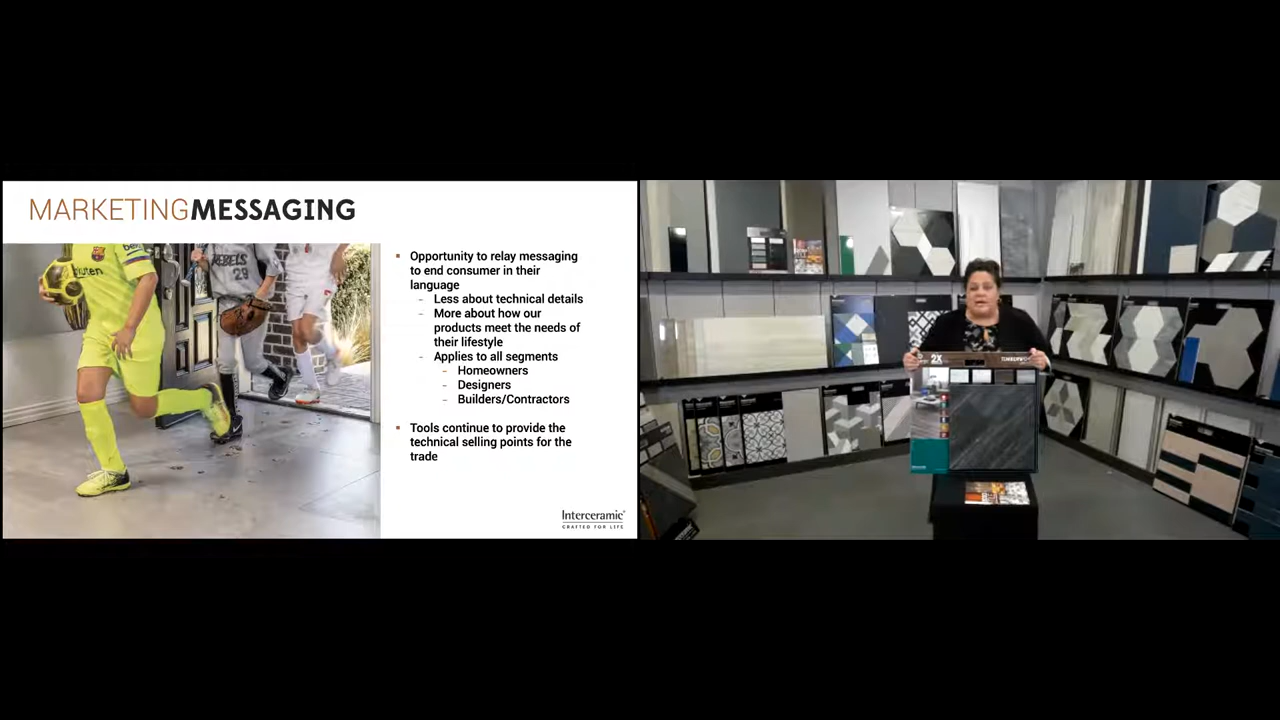 MARKETINGMESSAGING
Opportunity to relay messaging
to end consumer in their
language
Less about technical details
More about how our
products meet the needs of
their lifestyle
Applies to all segments
Homeowners
Designers
Builders/Contractors
Tools continue to provide the
technical selling points for the
trade
Interceramic®
CRAFTED FOR LIFE
REBELS
29
2X